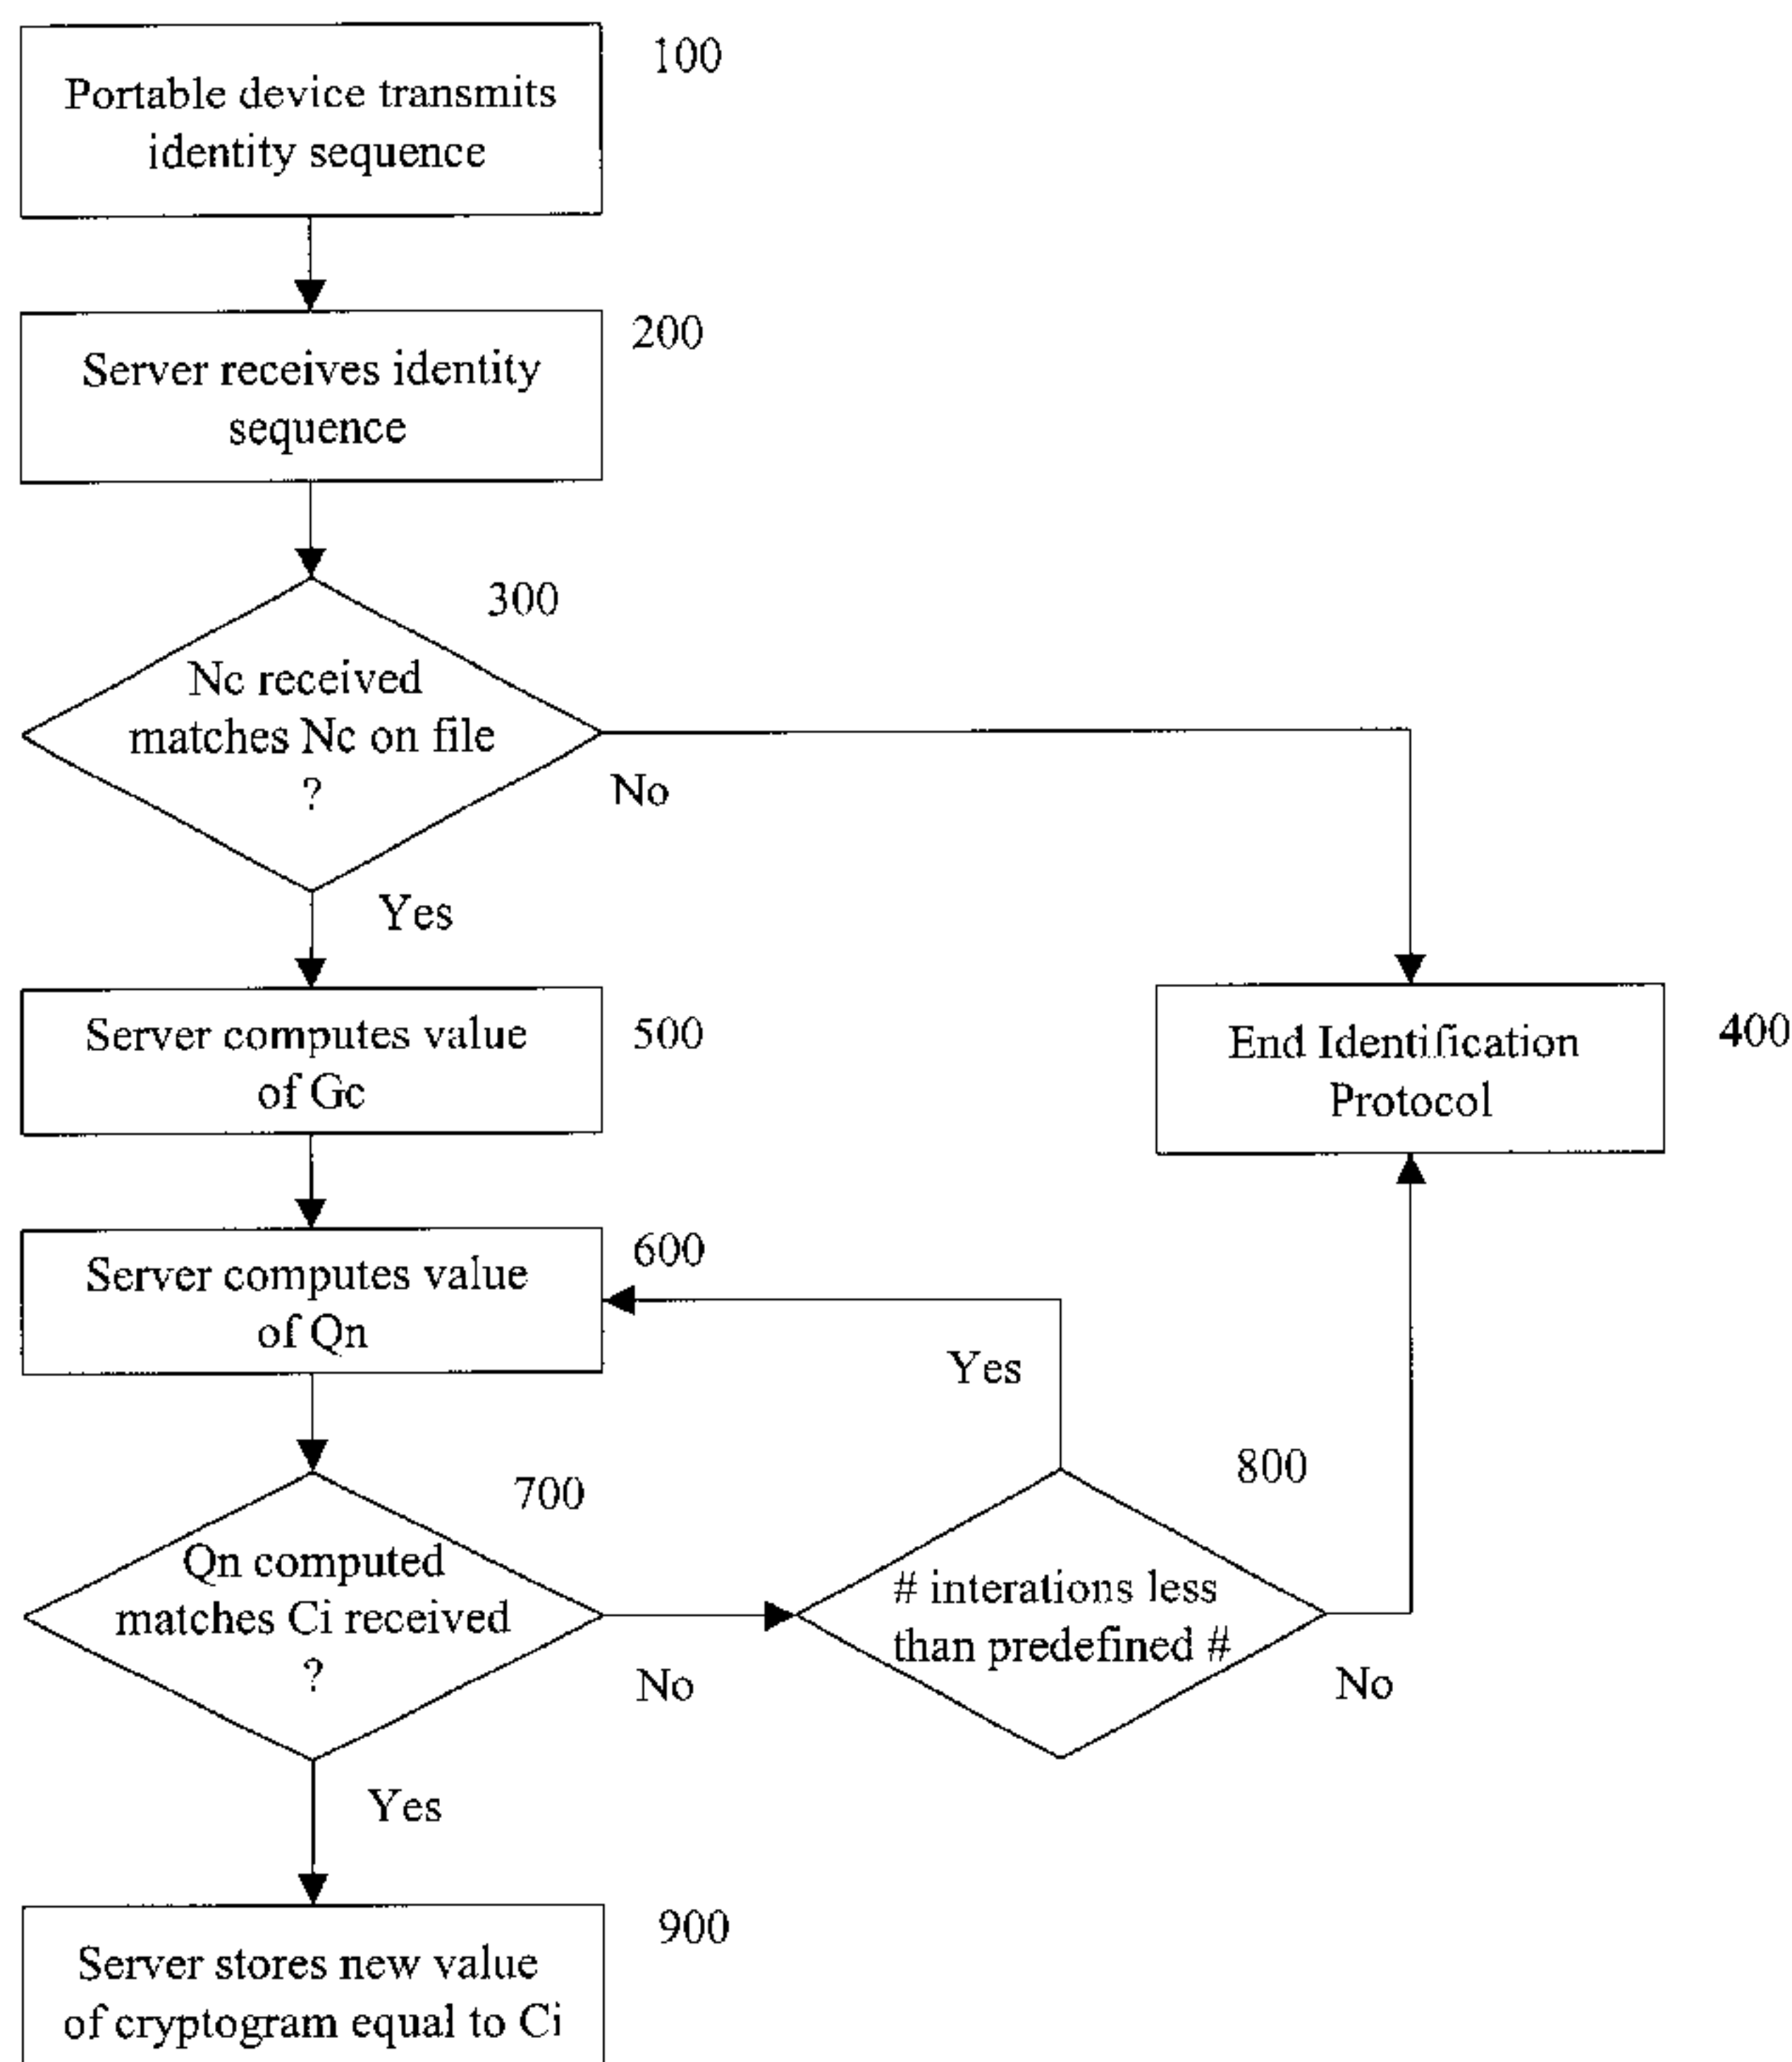 100
Portable device transmits
identity sequence
200
Server receives identity
sequence
300
Nc received
matches Nc on file
?
No
Yes
Server computes value
of Gc
500
End Identification
Protocol
400
Server computes value
of Qn
600
Yes
700
800
Qn computed
matches Ci received
?
# interations less
than predefined #
No
No
Yes
900
Server stores new value
of cryptogram equal to Ci